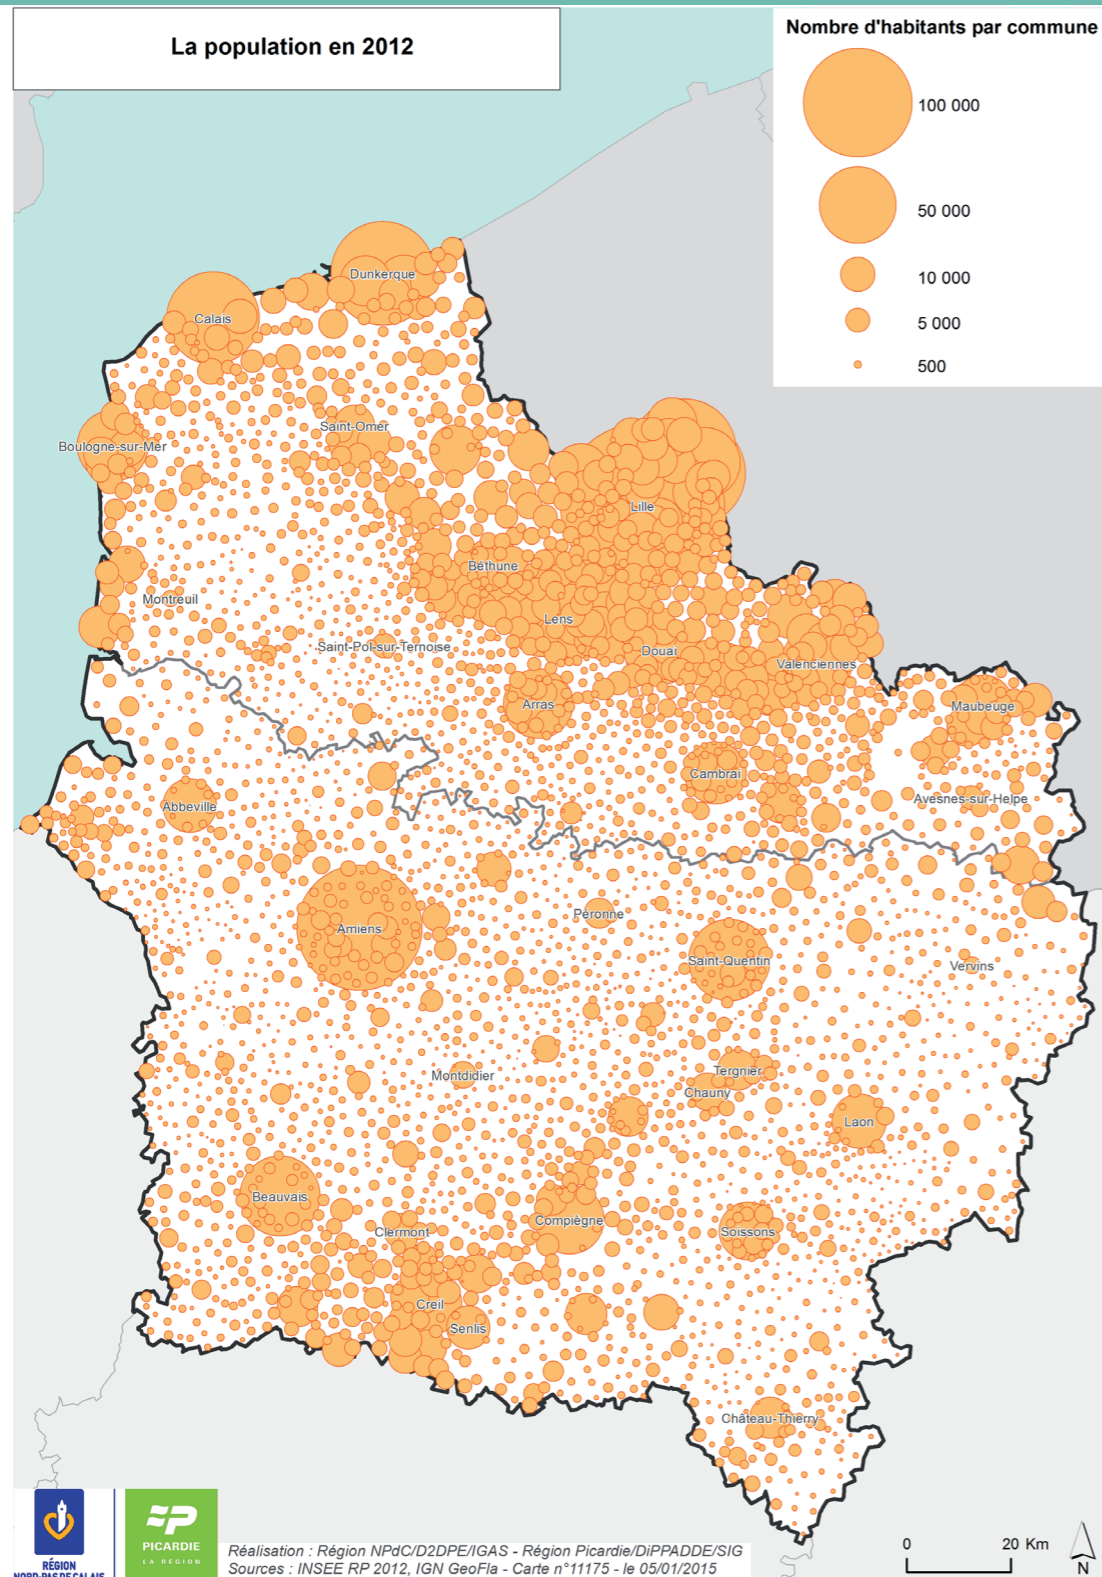 La population en 2012
Nombre d'habitants par commune
100 000
50 000
10 000
5 000
500
Dunkerque
Calais
Saint-Omer
Boulogne-sur-Mer
Lille
Béthune
Montreuil
Lens
Saint-Pol-sur-Ternoise
Douai
Valenciennes
Arras
Maubeuge
Cambrai
Avesnes-sur-Helpe
Abbeville
Péronne
Amiens
Saint-Quentin
Vervins
Tergnier
Montdidier
Chauny
Laon
Beauvais
Compiègne
Clermont
Soissons
Creil
Senlis
Château-Thierry
RÉGION
NORD-PAS DE CALAIS
PICARDIE
LA RÉGION
Réalisation : Région NPdC/D2DPE/IGAS - Région Picardie/DiPPADDE/SIG
Sources : INSEE RP 2012, IGN GeoFla - Carte n°11175 - le 05/01/2015
0 20 Km
N